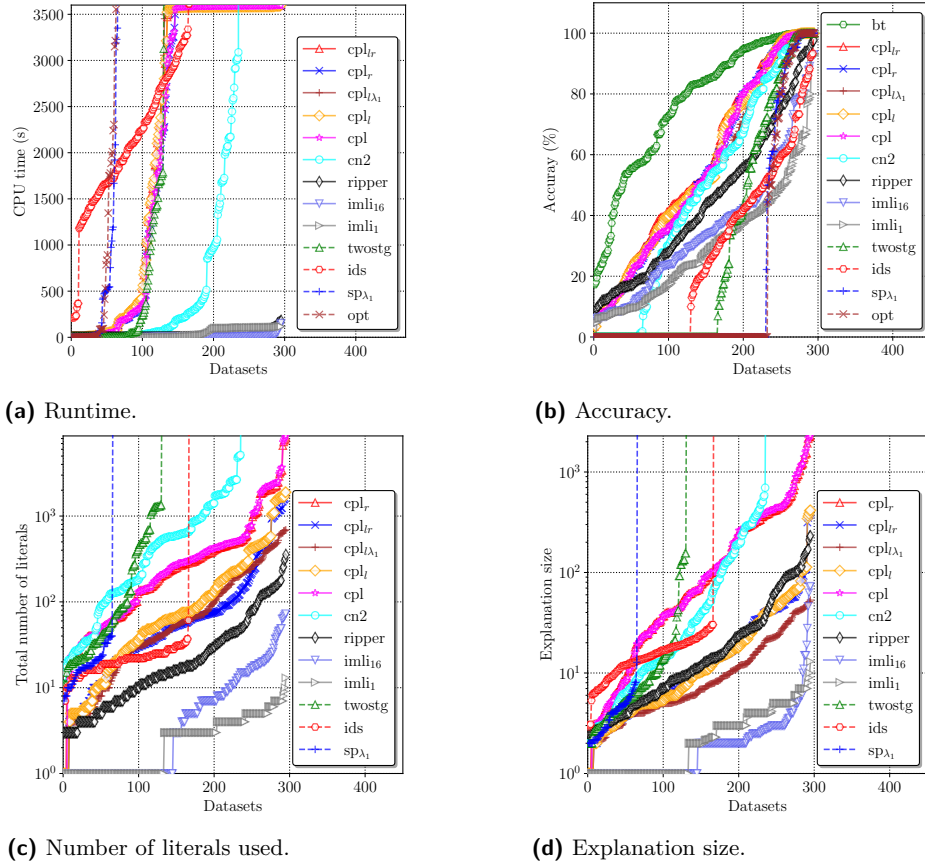 CPU time (s)
3500
3000
2500
2000
1500
1000
500
0
0 100 200 300 400
Datasets
cpl_lr
cpl_r
cpl_lλ1
cpl_l
cpl
cn2
ripper
imli16
imli1
twostg
ids
sp_λ1
opt
(a) Runtime.
Accuray (%)
100
80
60
40
20
0
0 100 200 300 400
Datasets
bt
cpl_lr
cpl_r
cpl_lλ1
cpl_l
cpl
cn2
ripper
imli16
imli1
twostg
ids
sp_λ1
opt
(b) Accuracy.
Total number of literals
10^3
10^2
10^1
10^0
0 100 200 300 400
Datasets
cpl_r
cpl_lr
cpl_lλ1
cpl_l
cpl
cn2
ripper
imli16
imli1
twostg
ids
sp_λ1
(c) Number of literals used.
Explanation size
10^3
10^2
10^1
10^0
0 100 200 300 400
Datasets
cpl_r
cpl_lr
cpl_lλ1
cpl_l
cpl
cn2
ripper
imli16
imli1
twostg
ids
sp_λ1
(d) Explanation size.